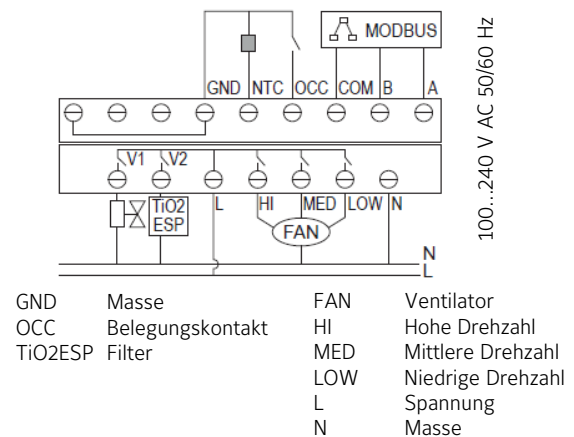 MODBUS
GND NTC OCC COM B A
100...240 V AC 50/60 Hz
V1 V2
TiO2 ESP L HI MED LOW N
FAN
N
L
GND Masse
OCC Belegungskontakt
TiO2ESP Filter
FAN Ventilator
HI Hohe Drehzahl
MED Mittlere Drehzahl
LOW Niedrige Drehzahl
L Spannung
N Masse